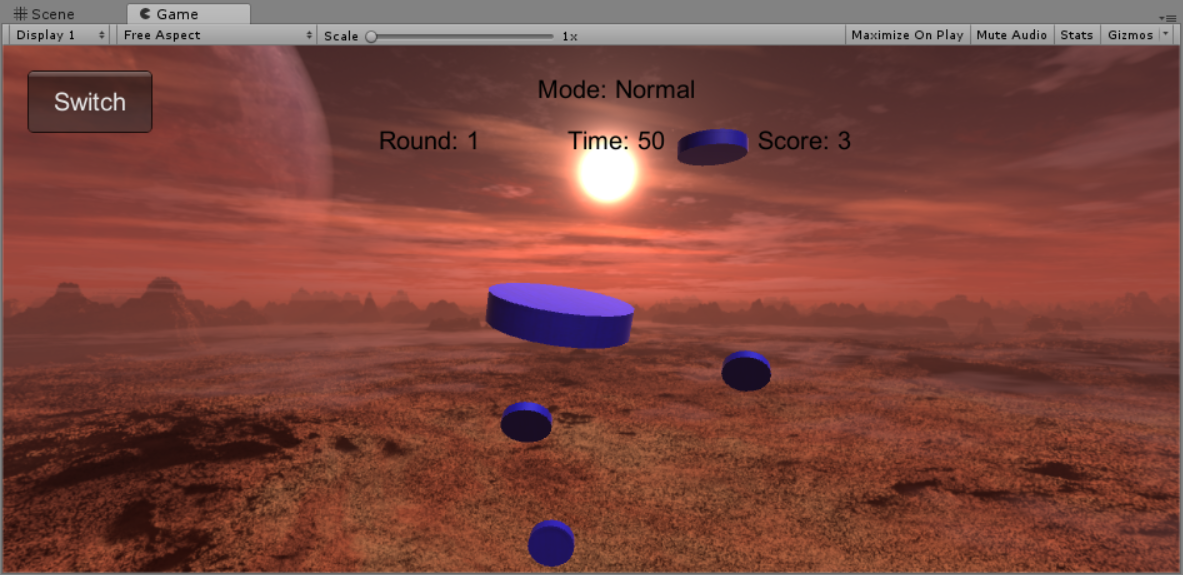 Scene Game
Display 1 Free Aspect Scale 1x Maximize On Play Mute Audio Stats Gizmos
Switch
Mode: Normal
Round: 1 Time: 50 Score: 3